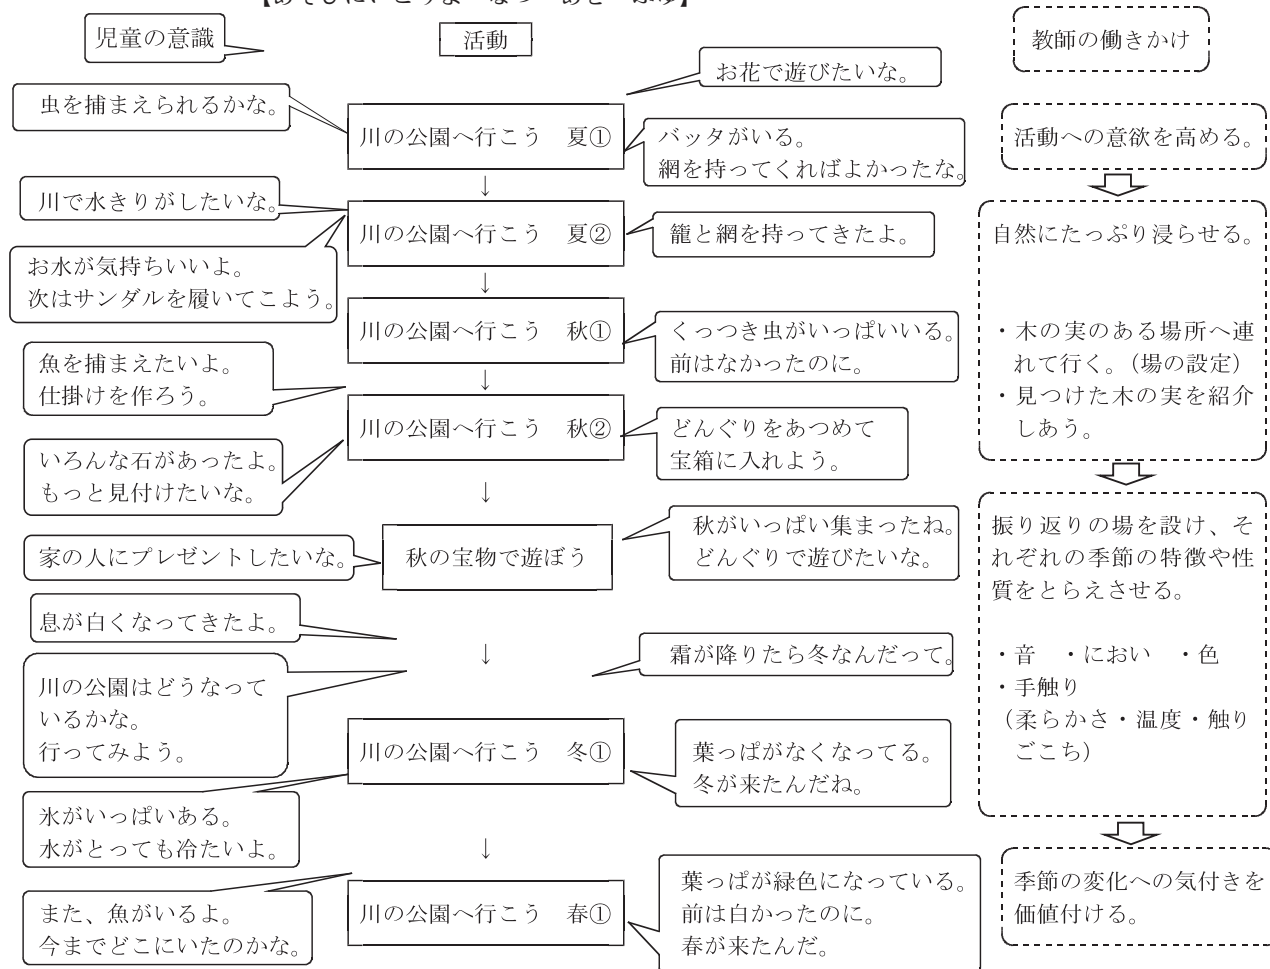 児童の意識
活動
教師の働きかけ
お花で遊びたいな。
虫を捕まえられるかな。
川の公園へ行こう 夏①
バッタがいる。
網を持ってくればよかったな。
↓
川で水きりがしたいな。
川の公園へ行こう 夏②
籠と網を持ってきたよ。
お水が気持ちいいよ。
次はサンダルを履いてこよう。
↓
川の公園へ行こう 秋①
くっつき虫がいっぱいいる。
前はなかったのに。
魚を捕まえたいよ。
仕掛けを作ろう。
↓
川の公園へ行こう 秋②
どんぐりをあつめて
宝箱に入れよう。
いろんな石があったよ。
もっと見付けたいな。
↓
秋の宝物で遊ぼう
秋がいっぱい集まったね。
どんぐりで遊びたいな。
家の人にプレゼントしたいな。
息が白くなってきたよ。
↓
霜が降りたら冬なんだって。
川の公園はどうなって
いるかな。
行ってみよう。
川の公園へ行こう 冬①
葉っぱがなくなってる。
冬が来たんだね。
氷がいっぱいある。
水がとっても冷たいよ。
↓
川の公園へ行こう 春①
葉っぱが緑色になっている。
前は白かったのに。
春が来たんだ。
また、魚がいるよ。
今までどこにいたのかな。
活動への意欲を高める。
自然にたっぷり浸らせる。
・木の実のある場所へ連
れて行く。（場の設定）
・見つけた木の実を紹介
しあう。
振り返りの場を設け、そ
れぞれの季節の特徴や性
質をとらえさせる。
・音 ・におい ・色
・手触り
（柔らかさ・温度・触り
ごこち）
季節の変化への気付きを
価値付ける。